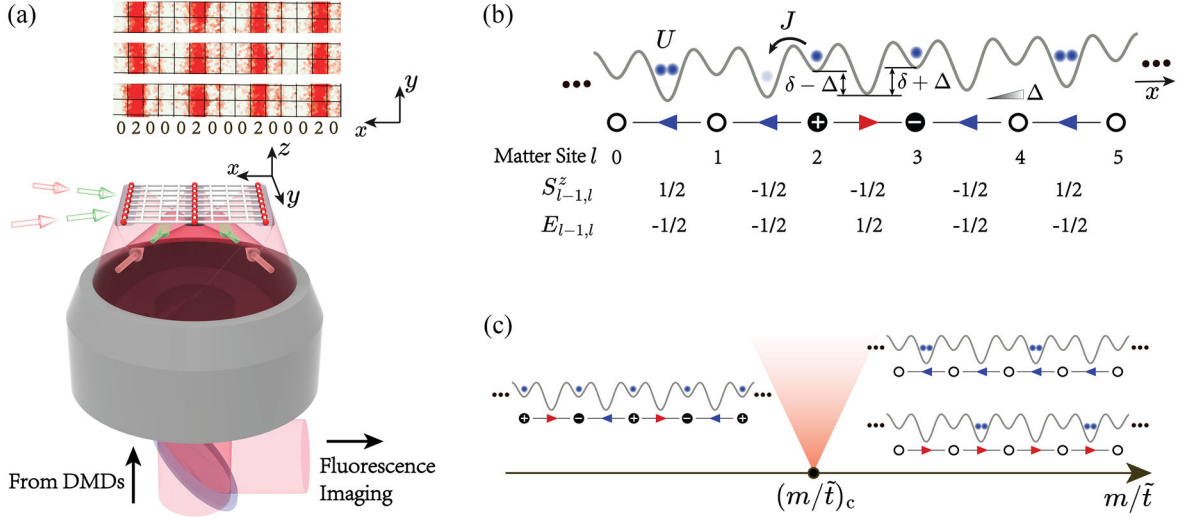 (a)
y
x
0 2 0 0 0 2 0 0 0 2 0 0 0 2 0
z
x
y
From DMDs
Fluorescence
Imaging
(b)
U
J
δ − Δ
δ + Δ
Δ
x
+
−
Matter Site l 0 1 2 3 4 5
S^z_{l−1,l} 1/2 -1/2 -1/2 -1/2 1/2
E_{l−1,l} -1/2 -1/2 1/2 -1/2 -1/2
(c)
+ − + − +
(m/t̃)_c
m/t̃